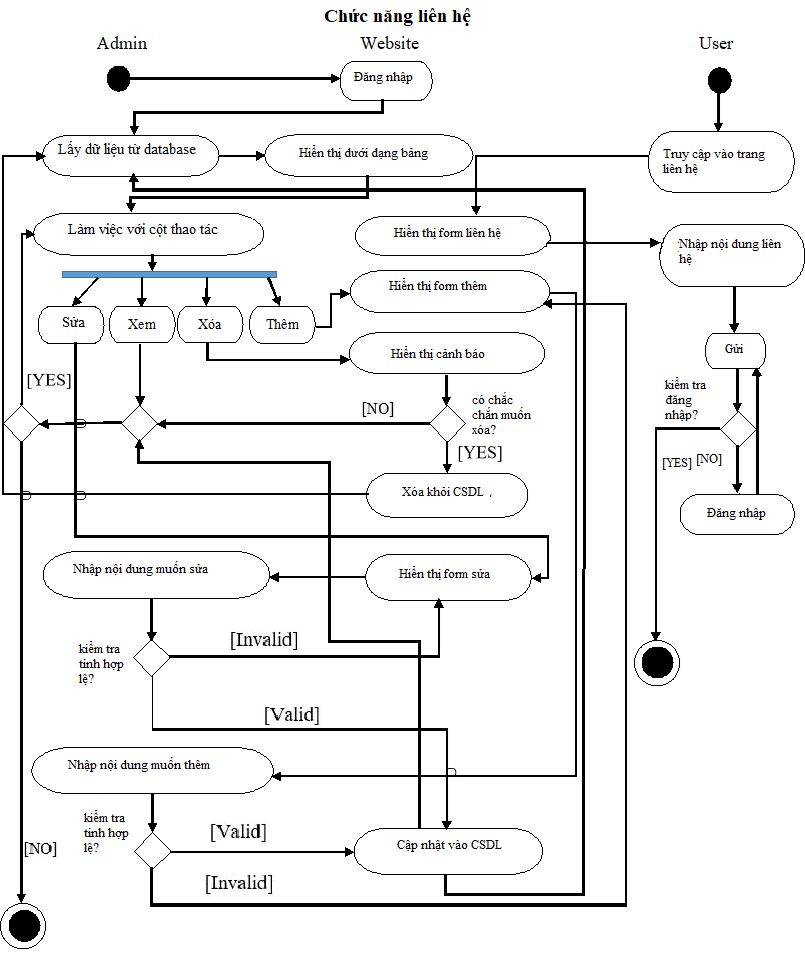 Chức năng liên hệ
Admin
Website
User
Đăng nhập
Lấy dữ liệu từ database
Hiển thị dưới dạng bảng
Truy cập vào trang
liên hệ
Làm việc với cột thao tác
Hiển thị form liên hệ
Nhập nội dung liên
hệ
Hiển thị form thêm
Sửa
Xem
Xóa
Thêm
Hiển thị cảnh báo
Gửi
[YES]
[NO]
có chắc
chắn muốn
xóa?
kiểm tra
đăng
nhập?
[YES]
[YES]
[NO]
Xóa khỏi CSDL ,
Đăng nhập
Nhập nội dung muốn sửa
Hiển thị form sửa
kiểm tra
tính hợp
lệ?
[Invalid]
[Valid]
Nhập nội dung muốn thêm
kiểm tra
tính hợp
lệ?
[Valid]
Cập nhật vào CSDL
[NO]
[Invalid]